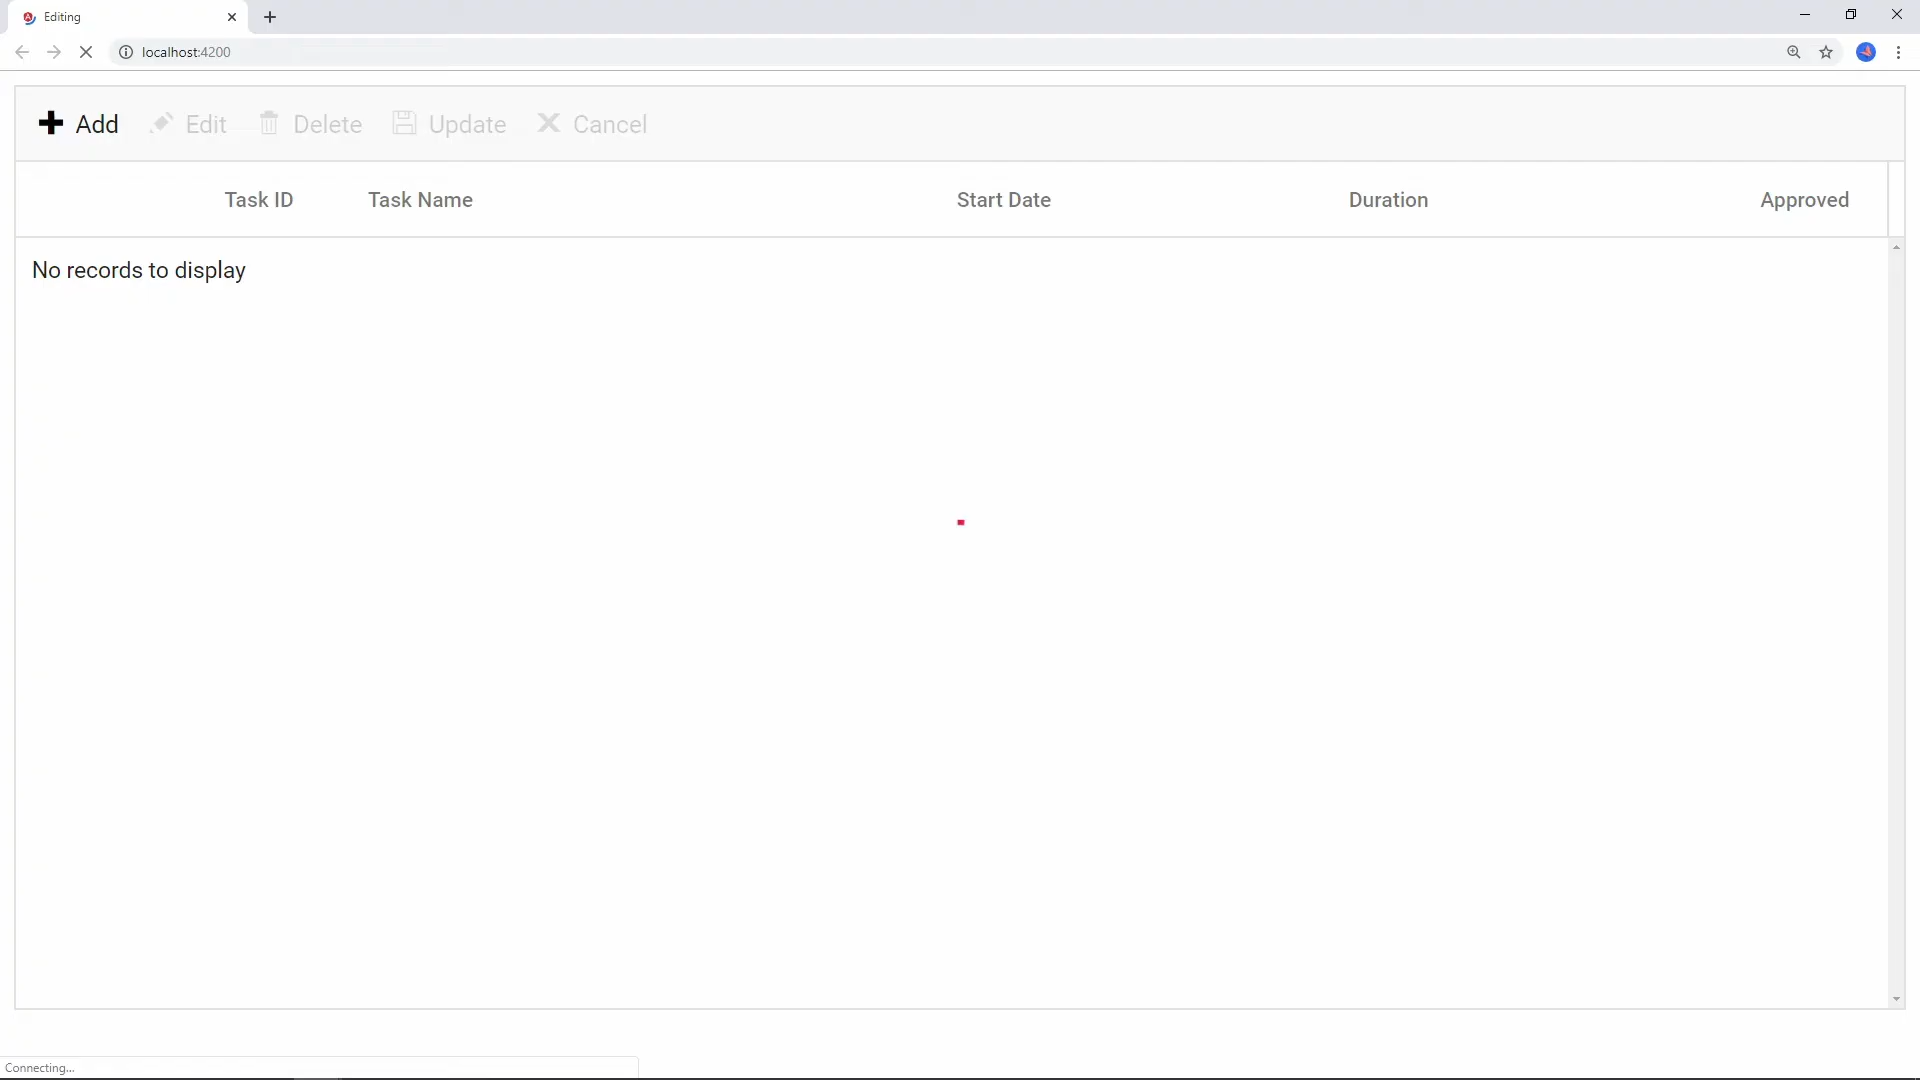 Editing
localhost:4200
Add Edit Delete Update Cancel
Task ID Task Name Start Date Duration Approved
No records to display
Connecting...